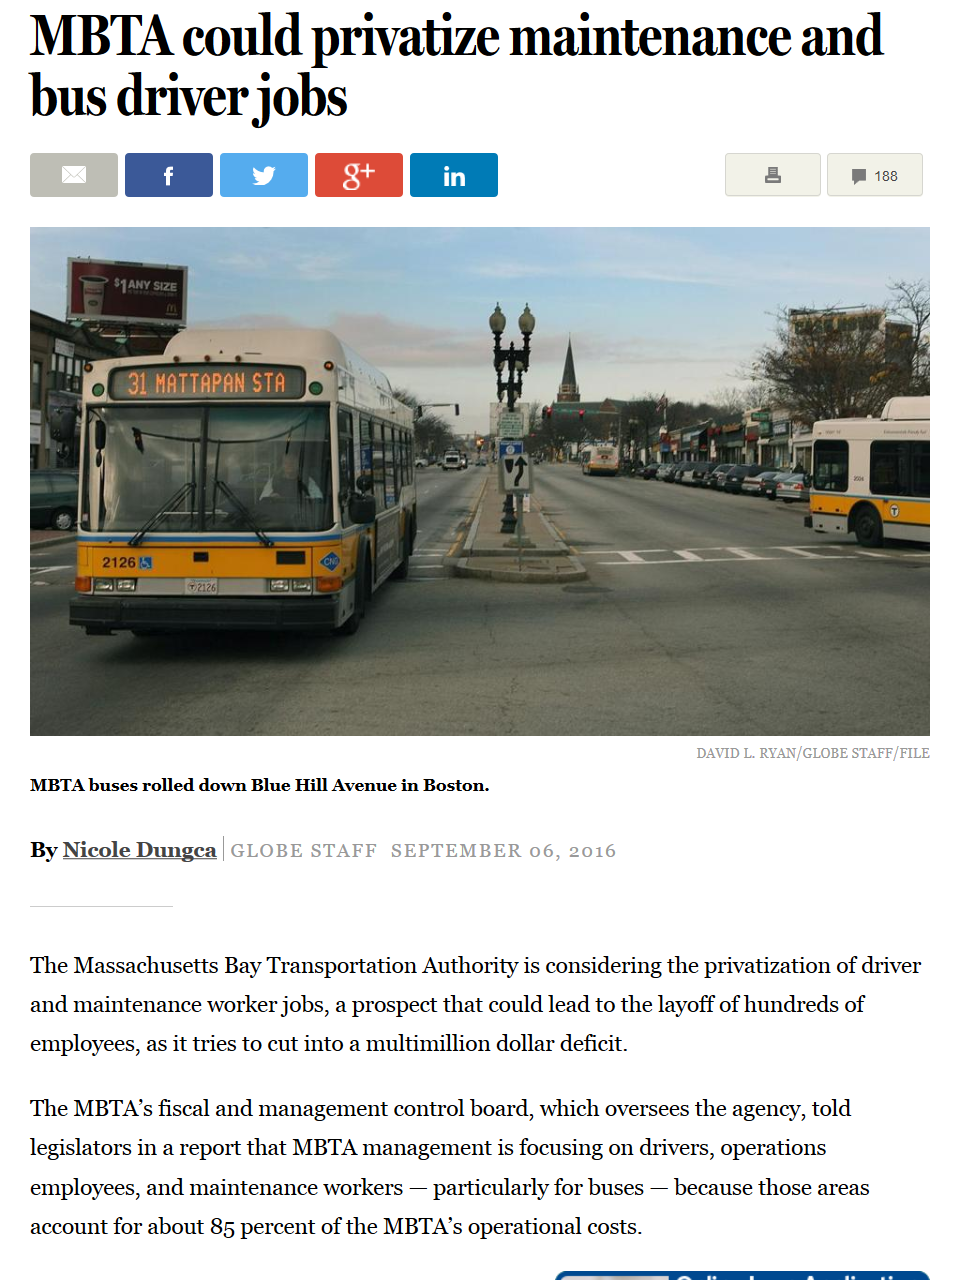 MBTA could privatize maintenance and
bus driver jobs
f
g+
in
188
$1 ANY SIZE
31 MATTAPAN STA
2126
CNG
T2126
T
DAVID L. RYAN/GLOBE STAFF/FILE
MBTA buses rolled down Blue Hill Avenue in Boston.
By Nicole Dungca GLOBE STAFF SEPTEMBER 06, 2016
The Massachusetts Bay Transportation Authority is considering the privatization of driver
and maintenance worker jobs, a prospect that could lead to the layoff of hundreds of
employees, as it tries to cut into a multimillion dollar deficit.
The MBTA’s fiscal and management control board, which oversees the agency, told
legislators in a report that MBTA management is focusing on drivers, operations
employees, and maintenance workers — particularly for buses — because those areas
account for about 85 percent of the MBTA’s operational costs.